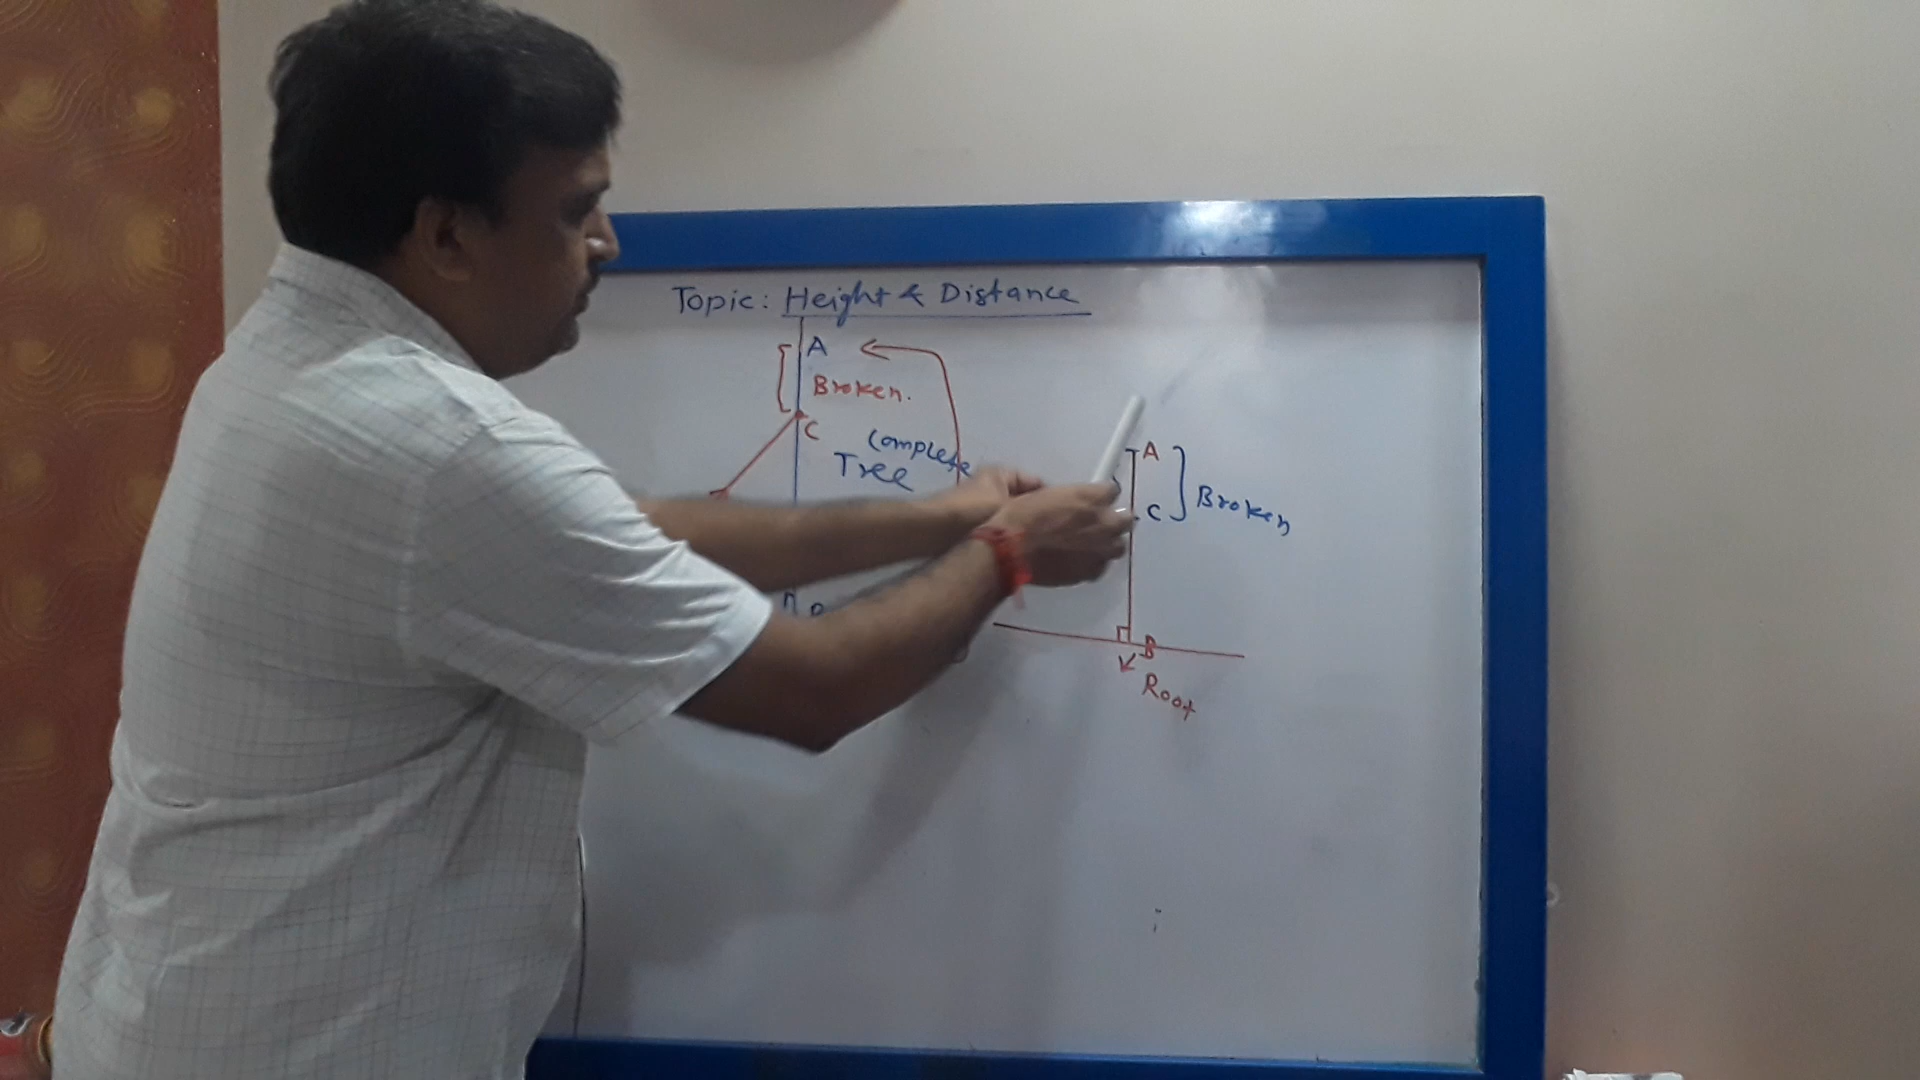 Topic: Height & Distance
A
Broken.
C
Complete
Tree
A
C
Broken
B
Root